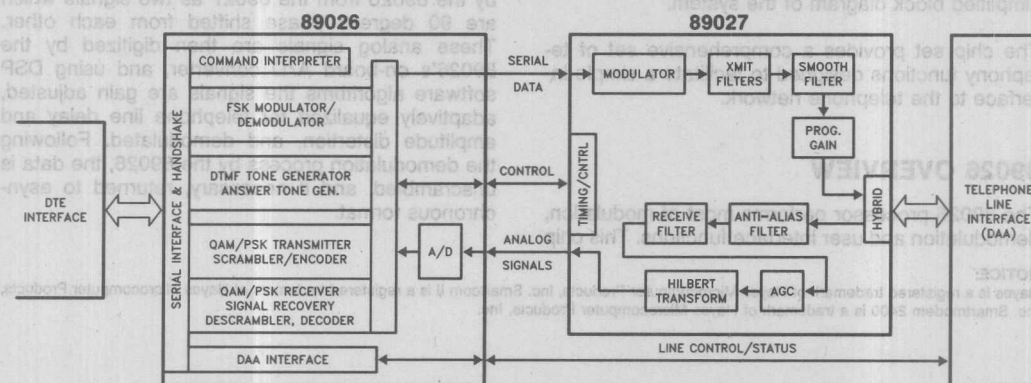 89026
89027
COMMAND INTERPRETER
FSK MODULATOR/
DEMODULATOR
DTMF TONE GENERATOR
ANSWER TONE GEN.
QAM/PSK TRANSMITTER
SCRAMBLER/ENCODER
QAM/PSK RECEIVER
SIGNAL RECOVERY
DESCRAMBLER, DECODER
DAA INTERFACE
SERIAL INTERFACE & HANDSHAKE
DTE
INTERFACE
A/D
SERIAL
DATA
CONTROL
ANALOG
SIGNALS
MODULATOR
XMIT
FILTERS
SMOOTH
FILTER
PROG.
GAIN
TIMING/CNTRL
RECEIVE
FILTER
ANTI-ALIAS
FILTER
HYBRID
HILBERT
TRANSFORM
AGC
TELEPHONE
LINE
INTERFACE
(DAA)
LINE CONTROL/STATUS